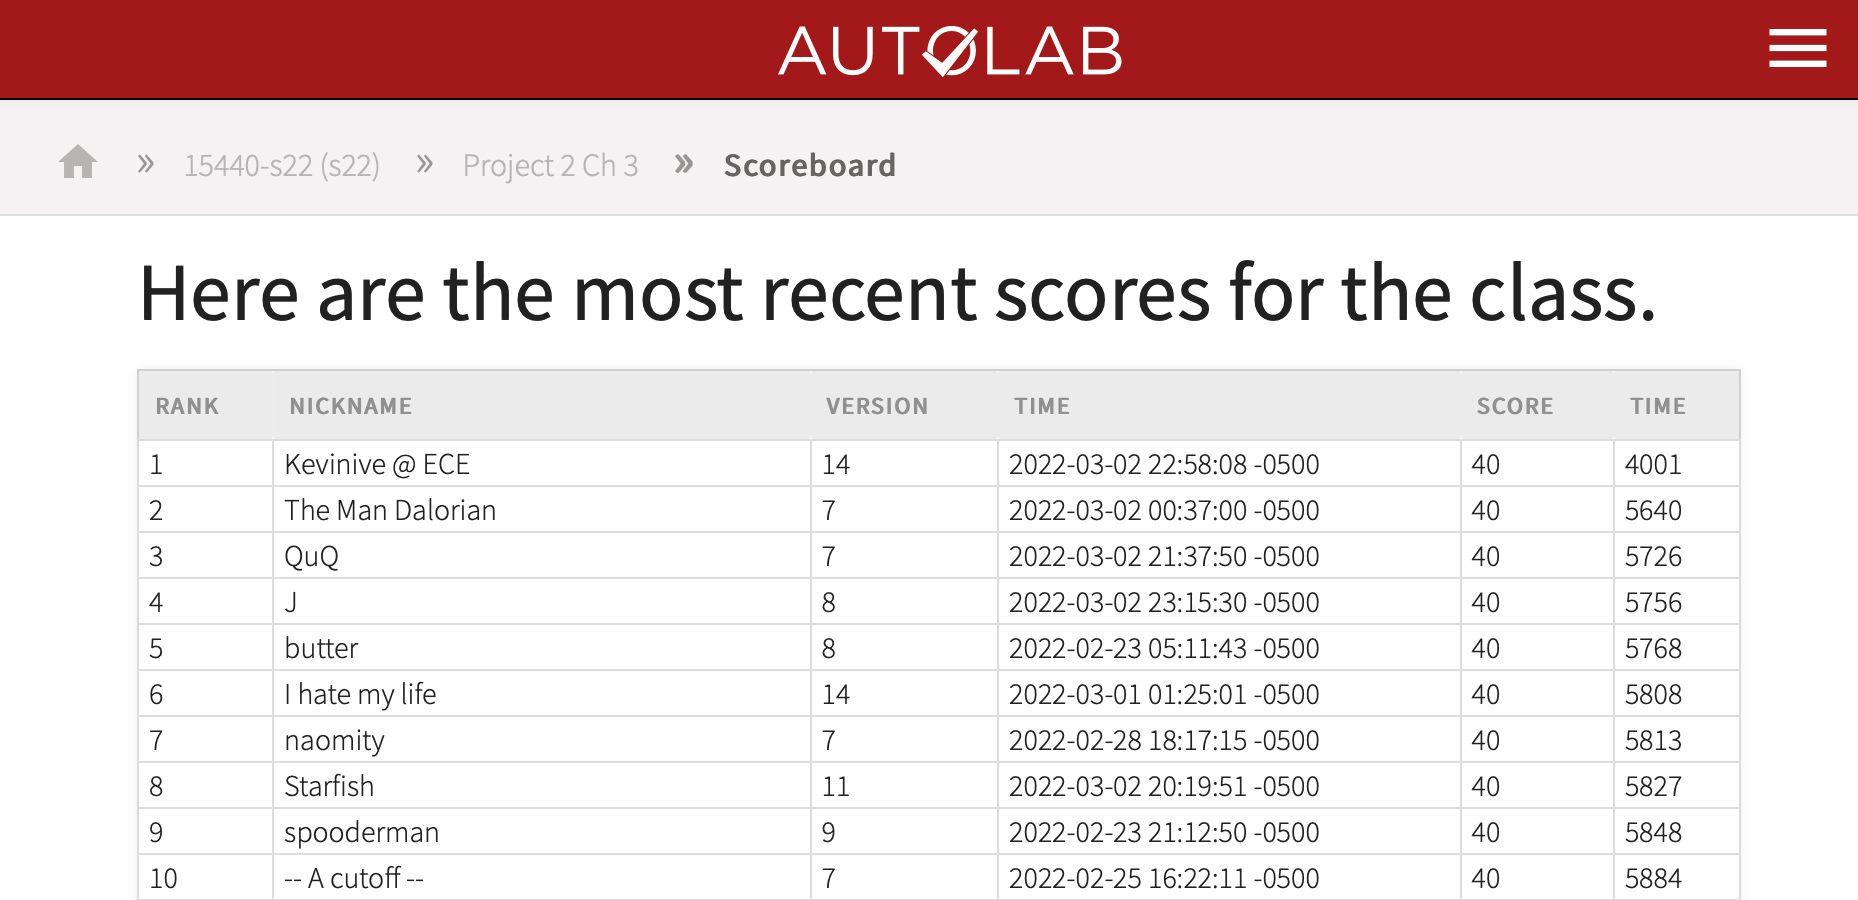 AUTOLAB
» 15440-s22 (s22) » Project 2 Ch 3 » Scoreboard
Here are the most recent scores for the class.
RANK NICKNAME VERSION TIME SCORE TIME
1 Kevinive @ ECE 14 2022-03-02 22:58:08 -0500 40 4001
2 The Man Dalorian 7 2022-03-02 00:37:00 -0500 40 5640
3 QuQ 7 2022-03-02 21:37:50 -0500 40 5726
4 J 8 2022-03-02 23:15:30 -0500 40 5756
5 butter 8 2022-02-23 05:11:43 -0500 40 5768
6 I hate my life 14 2022-03-01 01:25:01 -0500 40 5808
7 naomity 7 2022-02-28 18:17:15 -0500 40 5813
8 Starfish 11 2022-03-02 20:19:51 -0500 40 5827
9 spooderman 9 2022-02-23 21:12:50 -0500 40 5848
10 -- A cutoff -- 7 2022-02-25 16:22:11 -0500 40 5884